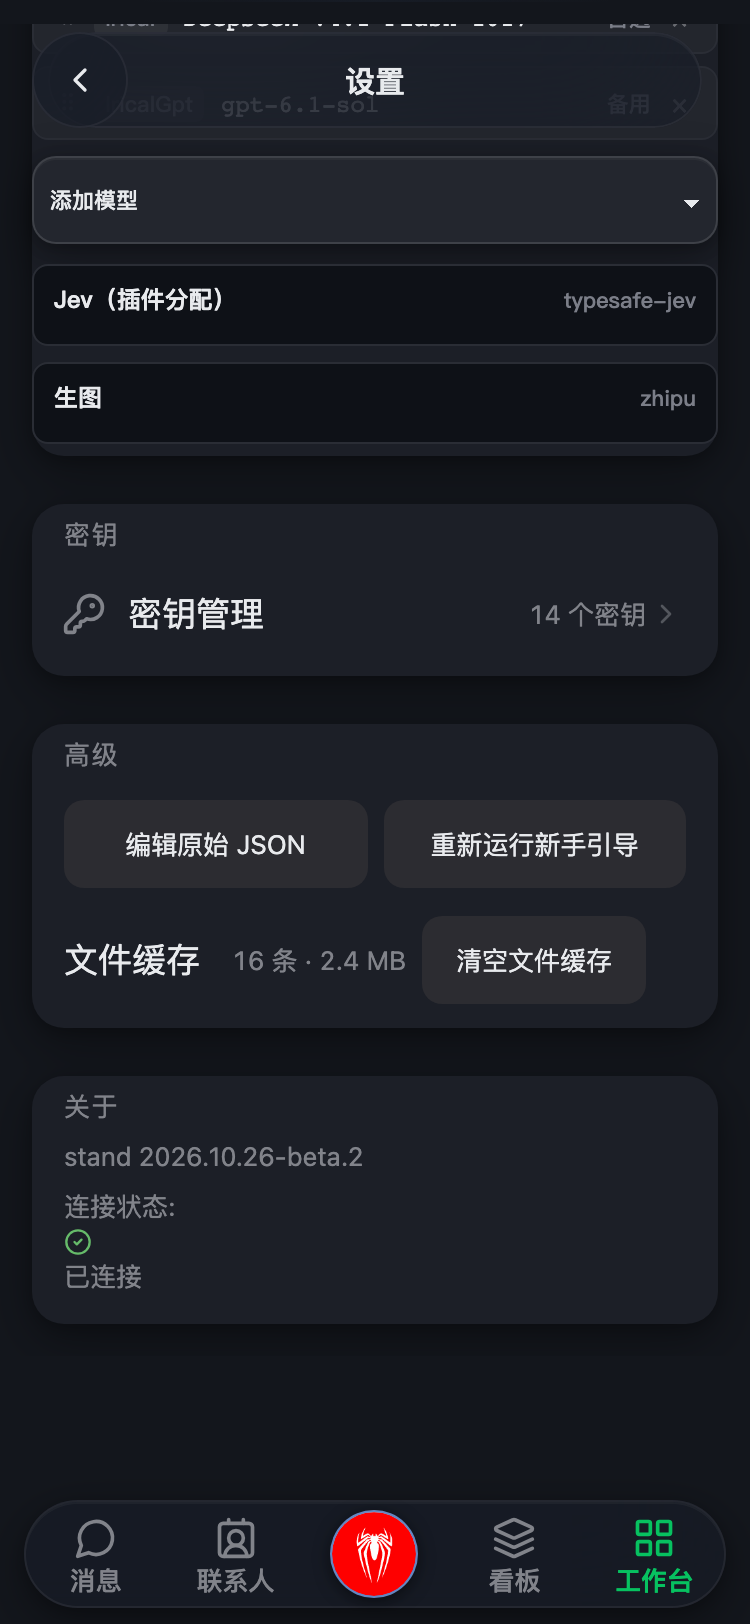 设置
icalGpt gpt-6.1-sol 备用 ×
添加模型
Jev（插件分配） typesafe-jev
生图 zhipu
密钥
密钥管理 14 个密钥
高级
编辑原始 JSON 重新运行新手引导
文件缓存 16 条 · 2.4 MB 清空文件缓存
关于
stand 2026.10.26-beta.2
连接状态:
已连接
消息 联系人 看板 工作台